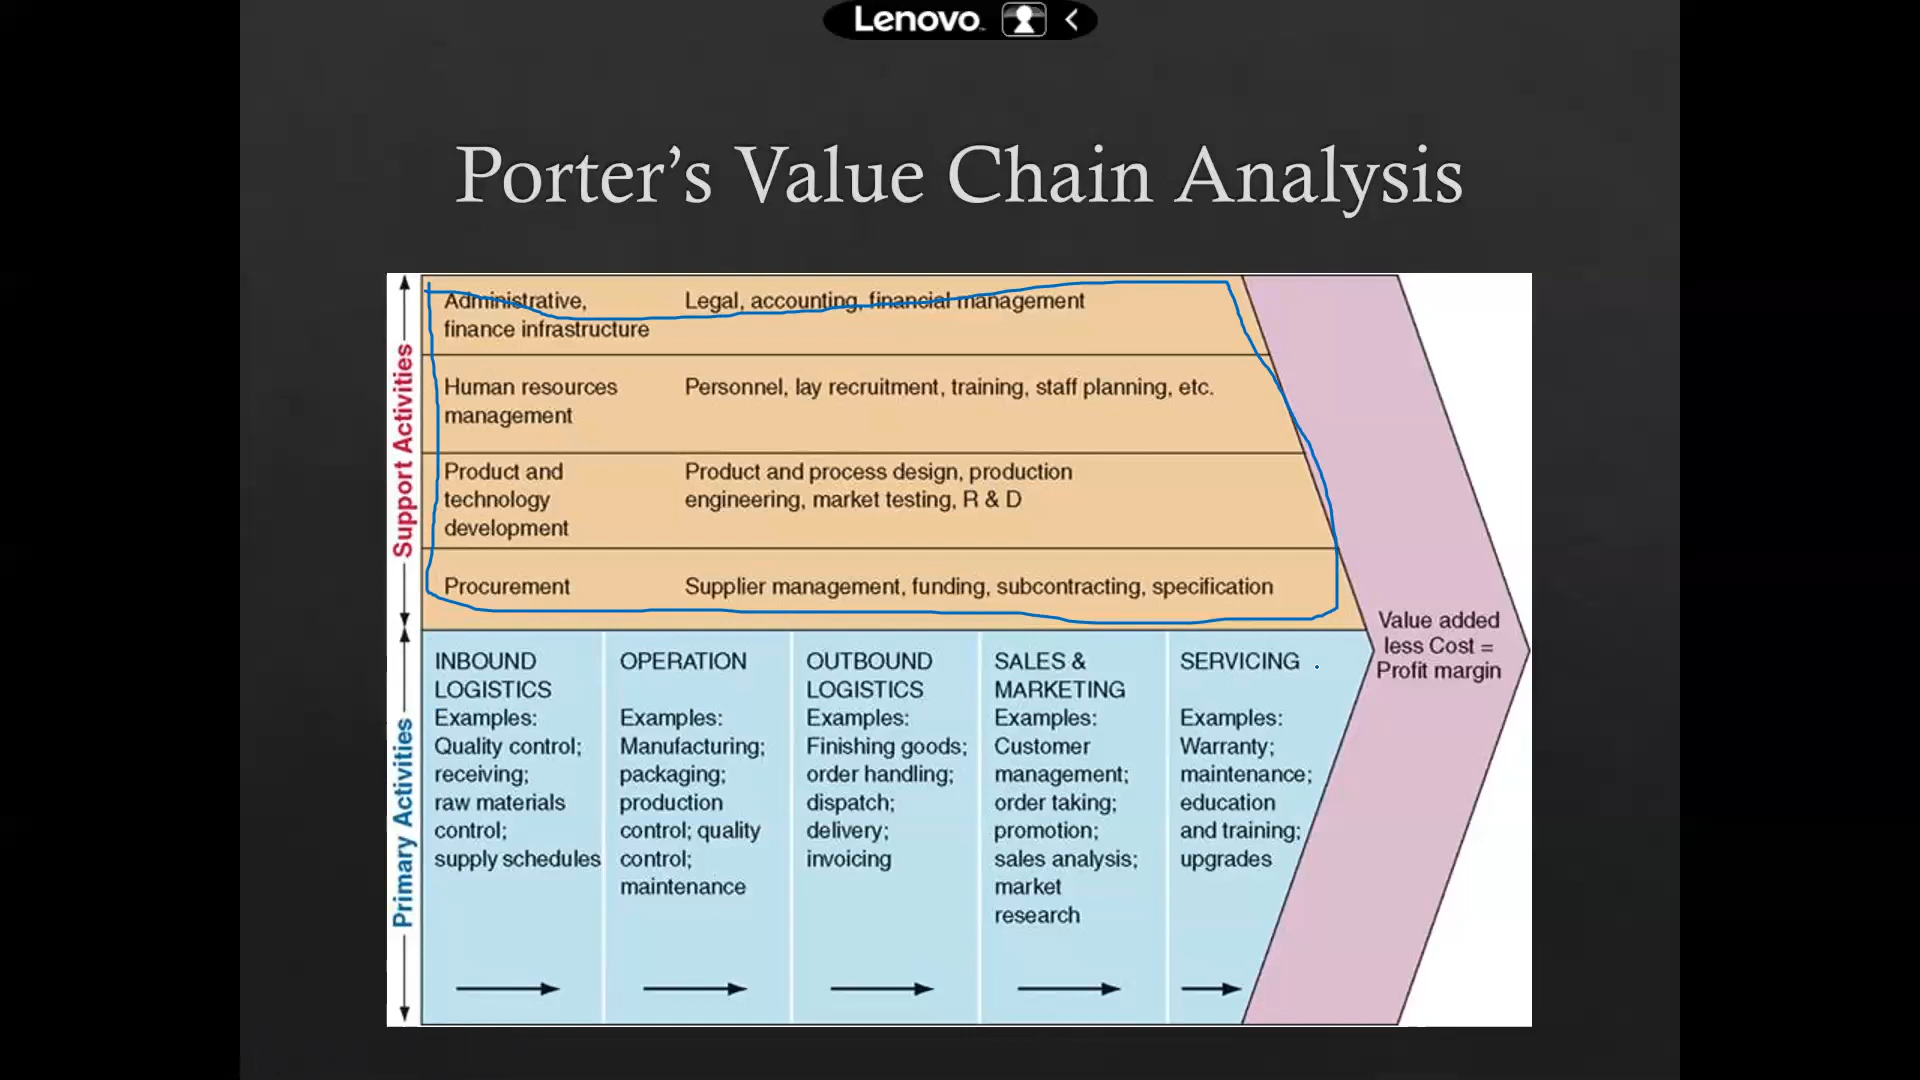 Lenovo
Porter's Value Chain Analysis
Support Activities
Administrative,
finance infrastructure
Legal, accounting, financial management
Human resources
management
Personnel, lay recruitment, training, staff planning, etc.
Product and
technology
development
Product and process design, production
engineering, market testing, R & D
Procurement
Supplier management, funding, subcontracting, specification
Primary Activities
INBOUND
LOGISTICS
Examples:
Quality control;
receiving;
raw materials
control;
supply schedules
OPERATION
Examples:
Manufacturing;
packaging;
production
control; quality
control;
maintenance
OUTBOUND
LOGISTICS
Examples:
Finishing goods;
order handling;
dispatch;
delivery;
invoicing
SALES &
MARKETING
Examples:
Customer
management;
order taking;
promotion;
sales analysis;
market
research
SERVICING
Examples:
Warranty;
maintenance;
education
and training;
upgrades
Value added
less Cost =
Profit margin